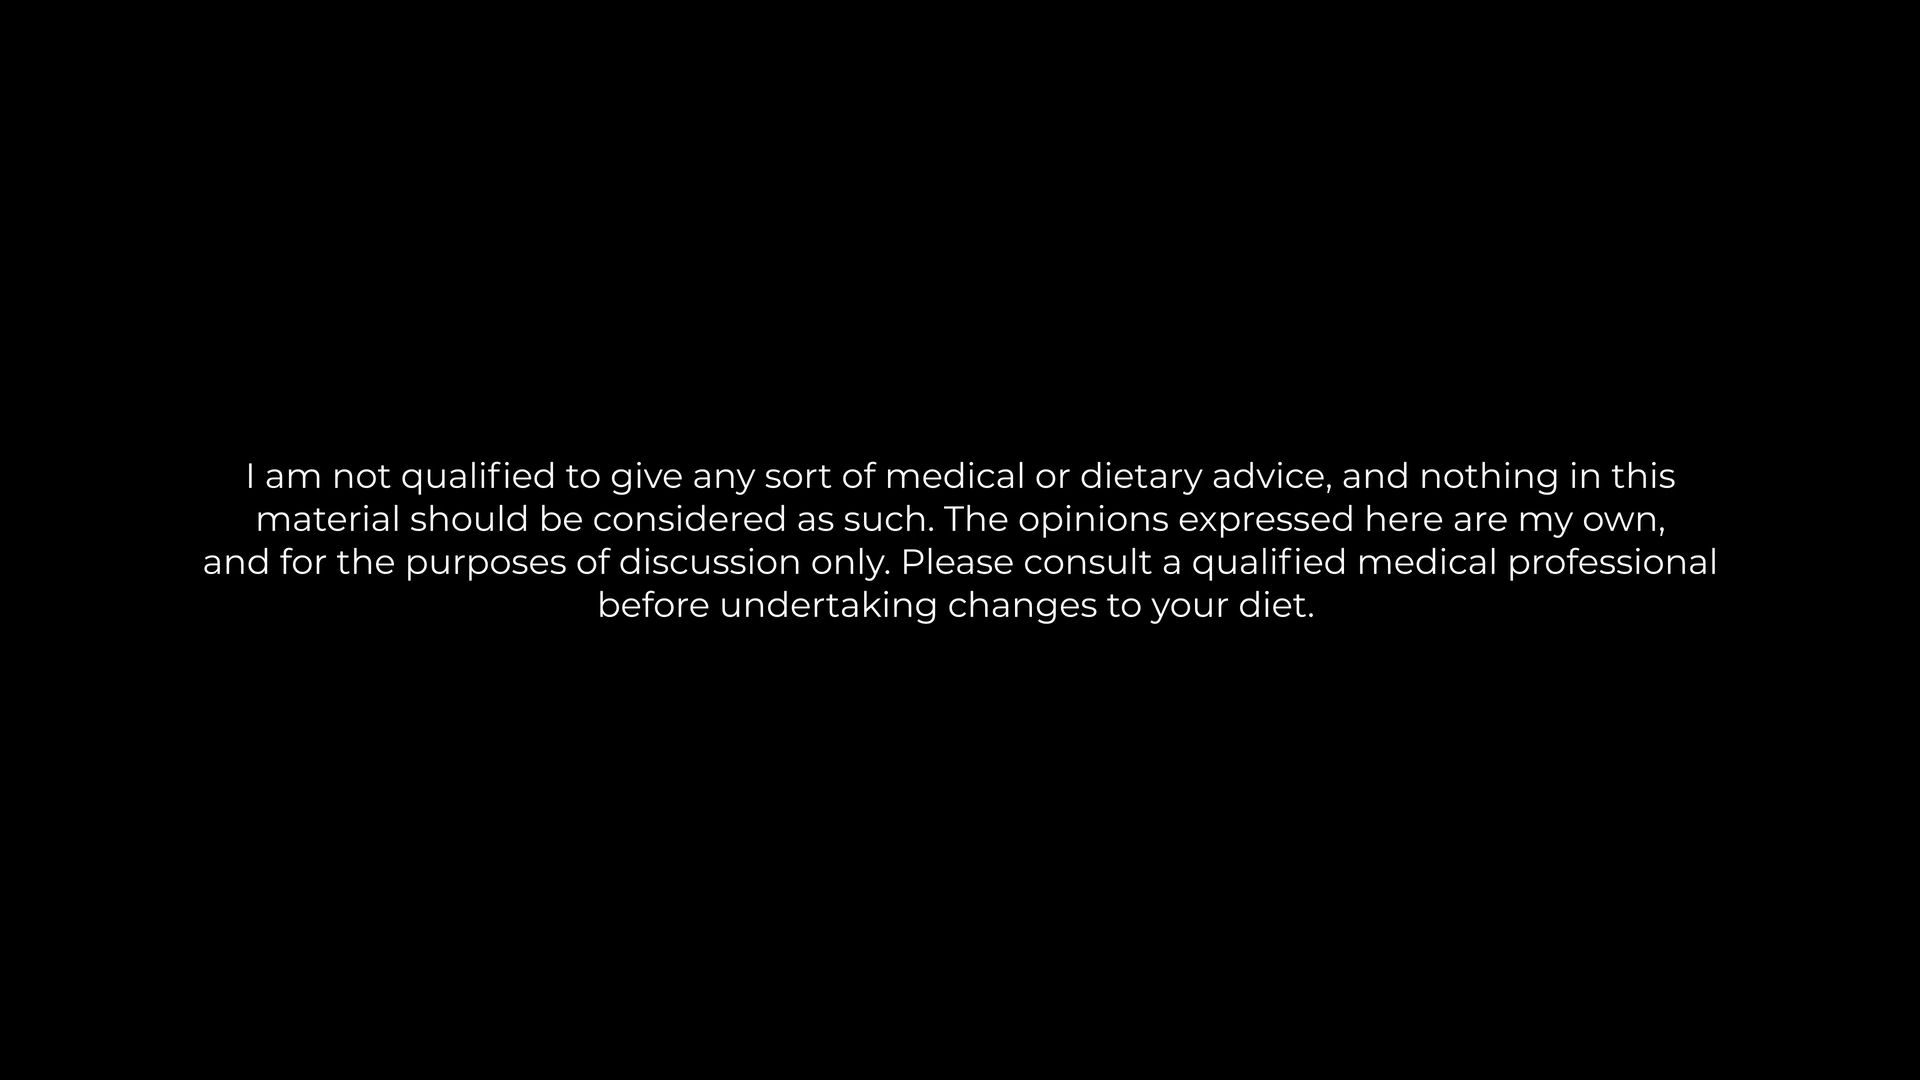 I am not qualified to give any sort of medical or dietary advice, and nothing in this
material should be considered as such. The opinions expressed here are my own,
and for the purposes of discussion only. Please consult a qualified medical professional
before undertaking changes to your diet.